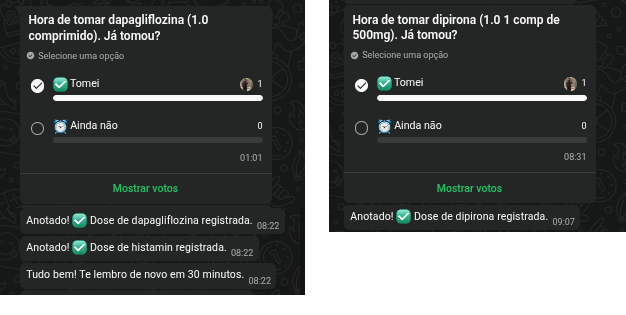 Hora de tomar dapagliflozina (1.0
comprimido). Já tomou?
Selecione uma opção
✅ Tomei 1
⏰ Ainda não 0
01:01
Mostrar votos
Anotado! ✅ Dose de dapagliflozina registrada. 08:22
Anotado! ✅ Dose de histamin registrada. 08:22
Tudo bem! Te lembro de novo em 30 minutos. 08:22
Hora de tomar dipirona (1.0 1 comp de
500mg). Já tomou?
Selecione uma opção
✅ Tomei 1
⏰ Ainda não 0
08:31
Mostrar votos
Anotado! ✅ Dose de dipirona registrada. 09:07